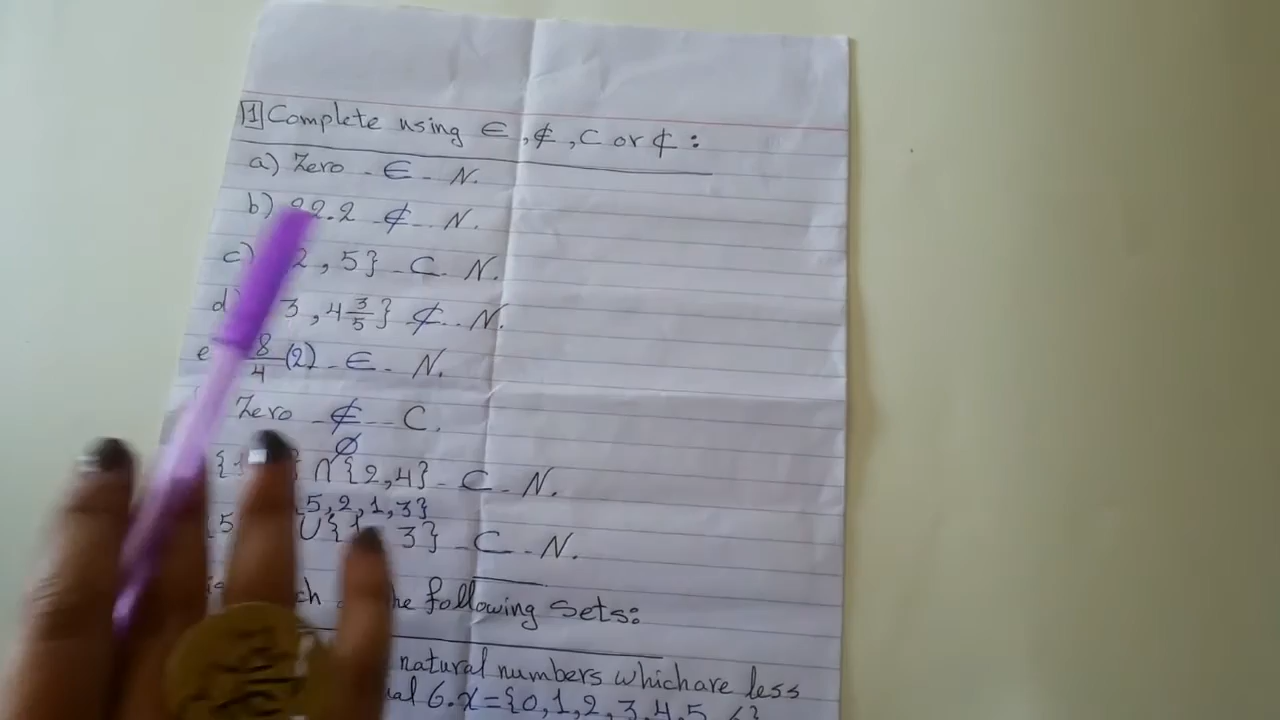 1 Complete using ∈, ∉, ⊂ or ⊄ :
a) Zero - ∈ - N.
b) 22.2 - ∉ - N.
c) 2, 5} - ⊂ - N.
d) 3, 4 3/5} - ⊄ - N.
e 8/4 (2) - ∈ - N.
Zero - ∉ - C.
∅
{1 } ∩ {2, 4} - ⊂ - N.
5, 2, 1, 3}
{5 ∪ { 3} - ⊂ - N.
the following sets:
natural numbers which are less
6. X = {0, 1, 2, 3, 4, 5, 6}